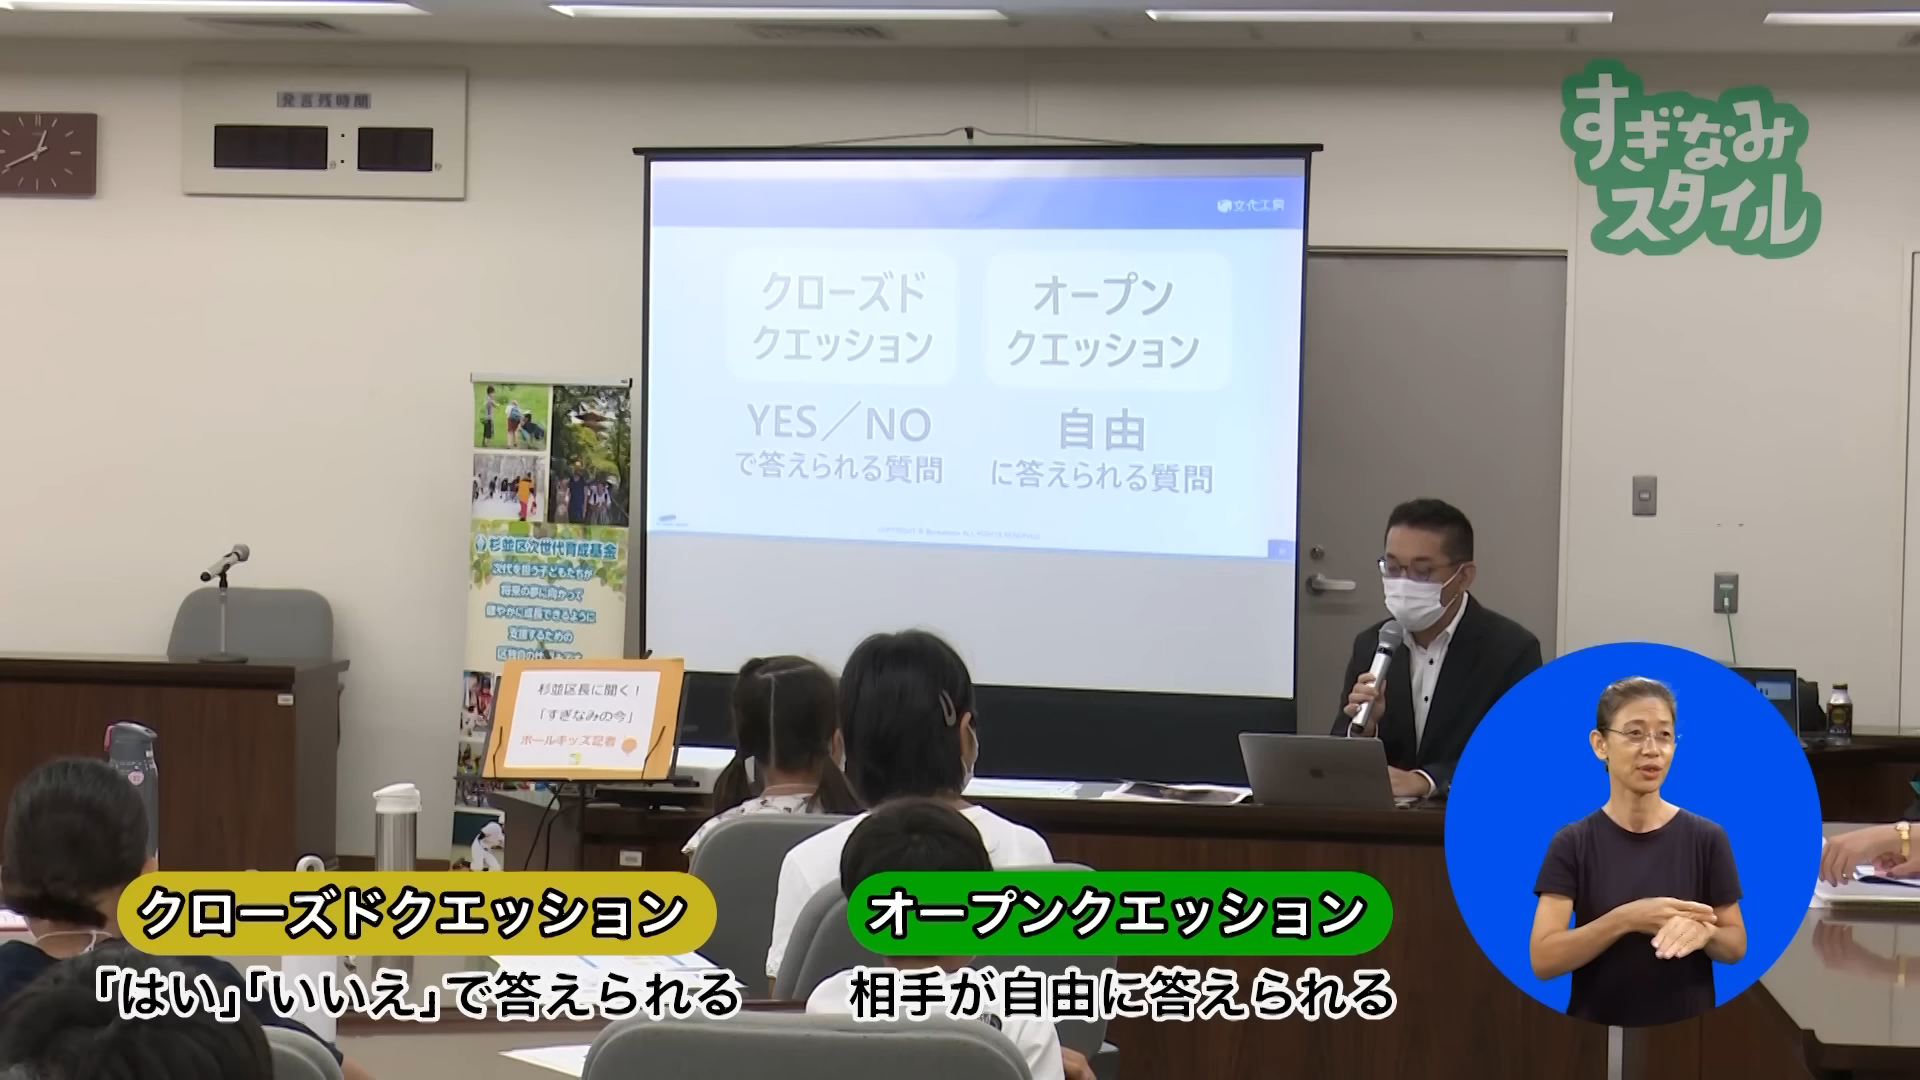 発言残時間
すぎなみ
スタイル
文化工房
クローズド
クエッション
オープン
クエッション
YES／NO
で答えられる質問
自由
に答えられる質問
杉並区次世代育成基金
次代を担う子どもたちが
将来の夢に向かって
健やかに成長できるように
支援するための
杉並区長に聞く！
「すぎなみの今」
ボールキッズ記者
クローズドクエッション
「はい」「いいえ」で答えられる
オープンクエッション
相手が自由に答えられる